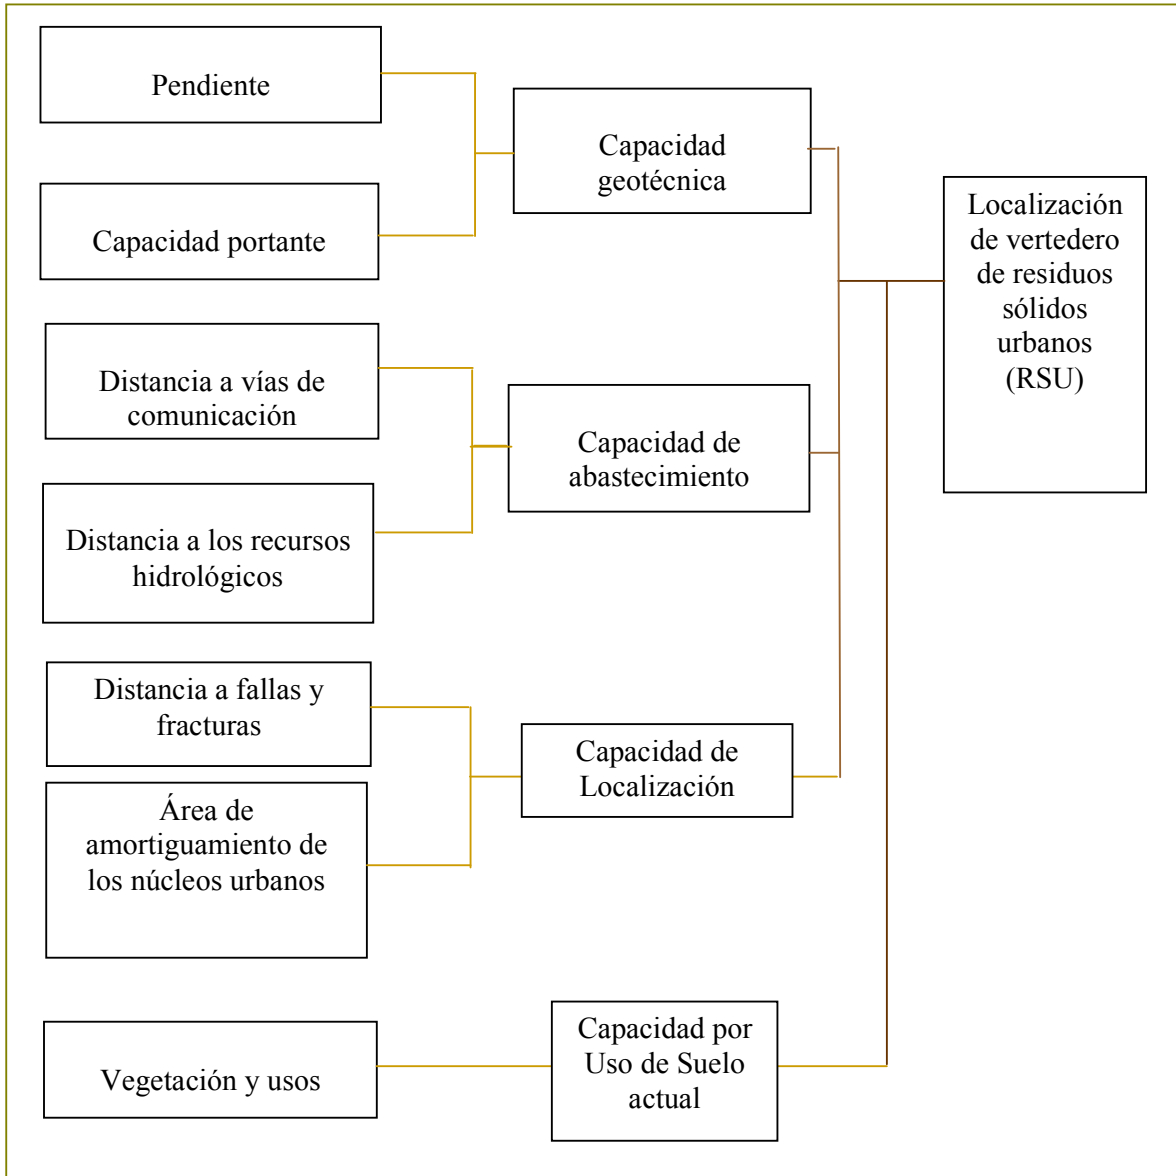 Pendiente
Capacidad portante
Distancia a vías de
comunicación
Distancia a los recursos
hidrológicos
Distancia a fallas y
fracturas
Área de
amortiguamiento de
los núcleos urbanos
Vegetación y usos
Capacidad
geotécnica
Capacidad de
abastecimiento
Capacidad de
Localización
Capacidad por
Uso de Suelo
actual
Localización
de vertedero
de residuos
sólidos
urbanos
(RSU)